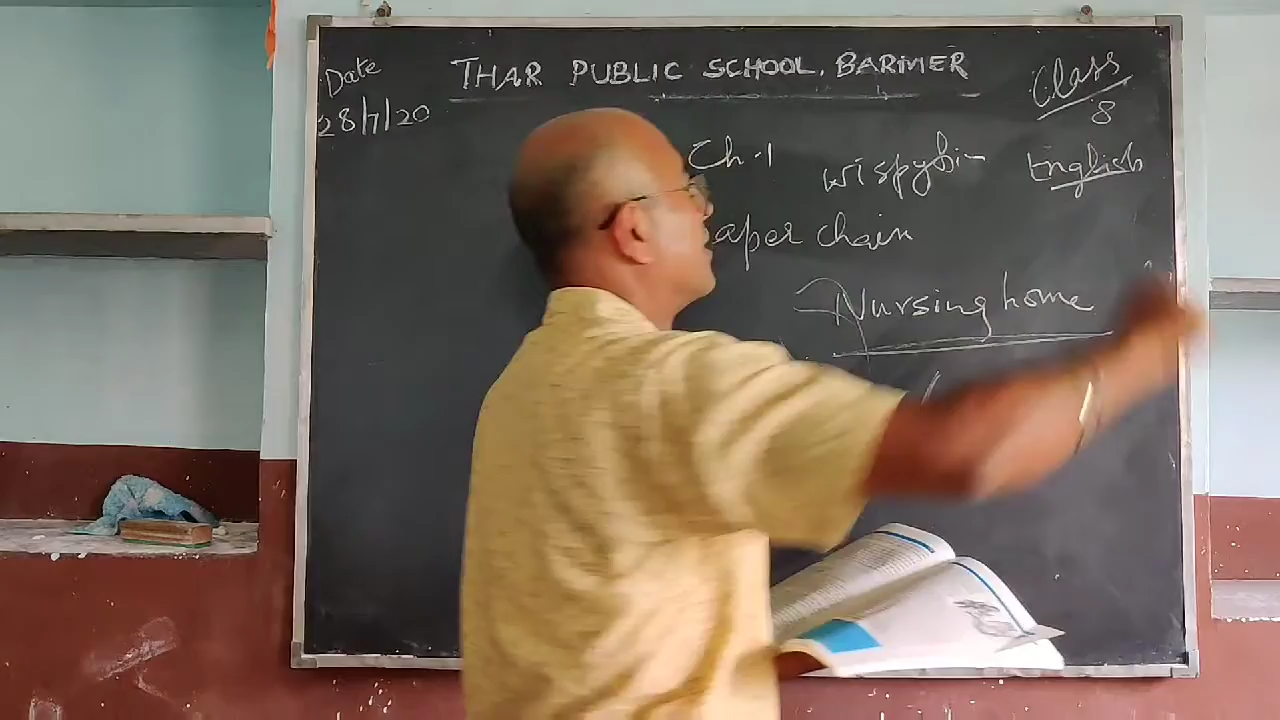 Date
28/7/20
THAR PUBLIC SCHOOL, BARMER
Class
8
English
Ch-1
aper chain
Nursing home